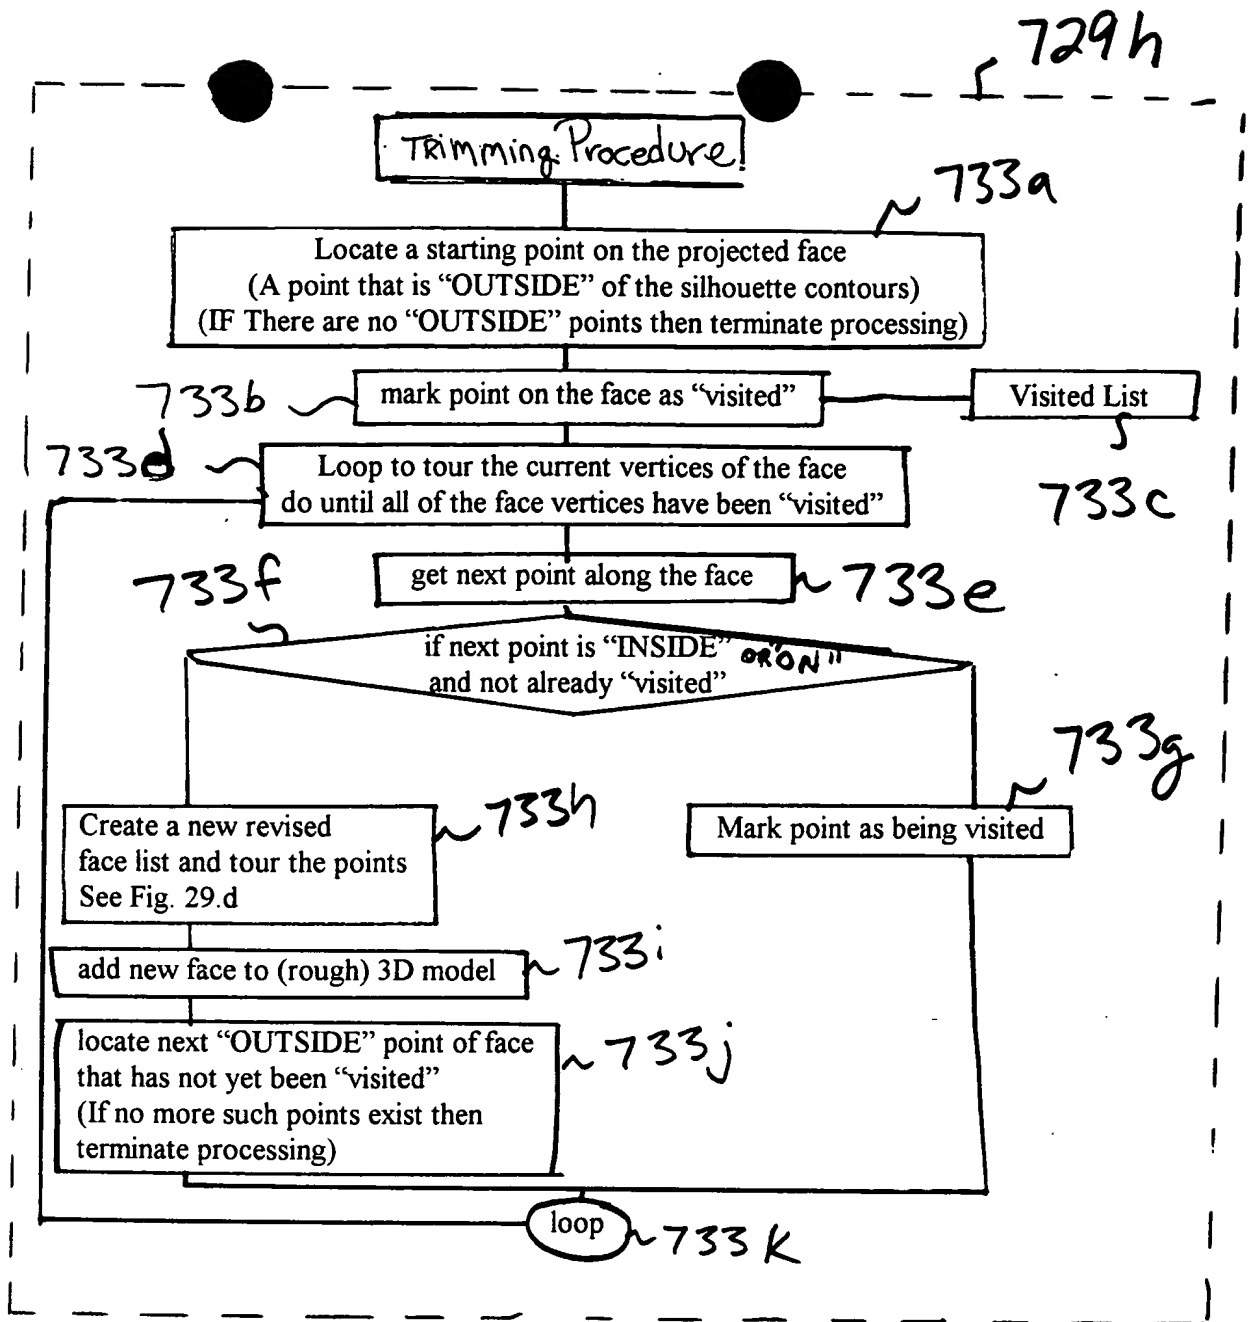 729h
TRimming Procedure!
733a
Locate a starting point on the projected face
(A point that is “OUTSIDE” of the silhouette contours)
(IF There are no “OUTSIDE” points then terminate processing)
733b
mark point on the face as “visited”
Visited List
733c
733d
Loop to tour the current vertices of the face
do until all of the face vertices have been “visited”
get next point along the face
733e
733f
if next point is “INSIDE” OR "ON"
and not already “visited”
733g
Mark point as being visited
Create a new revised
face list and tour the points
See Fig. 29.d
733h
add new face to (rough) 3D model
733i
locate next “OUTSIDE” point of face
that has not yet been “visited”
(If no more such points exist then
terminate processing)
733j
loop
733k